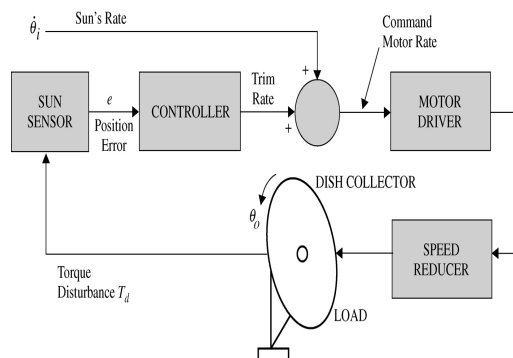 θ̇i
Sun's Rate
Command
Motor Rate
+
Trim
Rate
+
SUN
SENSOR
e
Position
Error
CONTROLLER
MOTOR
DRIVER
DISH COLLECTOR
θo
SPEED
REDUCER
Torque
Disturbance Td
LOAD